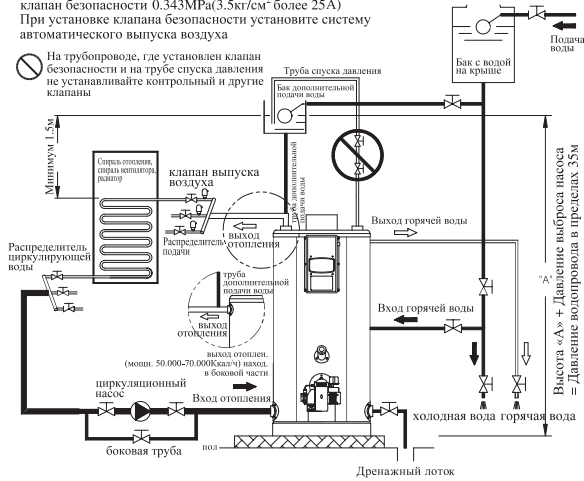 клапан безопасности 0.343MPa(3.5кг/см² более 25А)
При установке клапана безопасности установите систему
автоматического выпуска воздуха
На трубопроводе, где установлен клапан
безопасности и на трубе спуска давления
не устанавливайте контрольный и другие
клапаны
Подача
воды
Бак с водой
на крыше
Труба спуска давления
Бак дополнительной
подачи воды
Минимум 1.5м
Спираль отопления,
спираль вентилятора,
радиатор
клапан выпуска
воздуха
Труба дополнительной
подачи воды
Распределитель
подачи
выход
отопления
Выход горячей воды
Распределитель
циркулирующей
воды
труба
дополнительной
подачи воды
выход
отопления
Вход горячей воды
"А"
Высота «А» + Давление выброса насоса
= Давление водопровода в пределах 35м
выход отоплен.
(мощн. 50.000-70.000Ккал/ч) наход.
в боковой части
циркуляционный
насос
Вход отопления
холодная вода
горячая вода
боковая труба
пол
Дренажный лоток